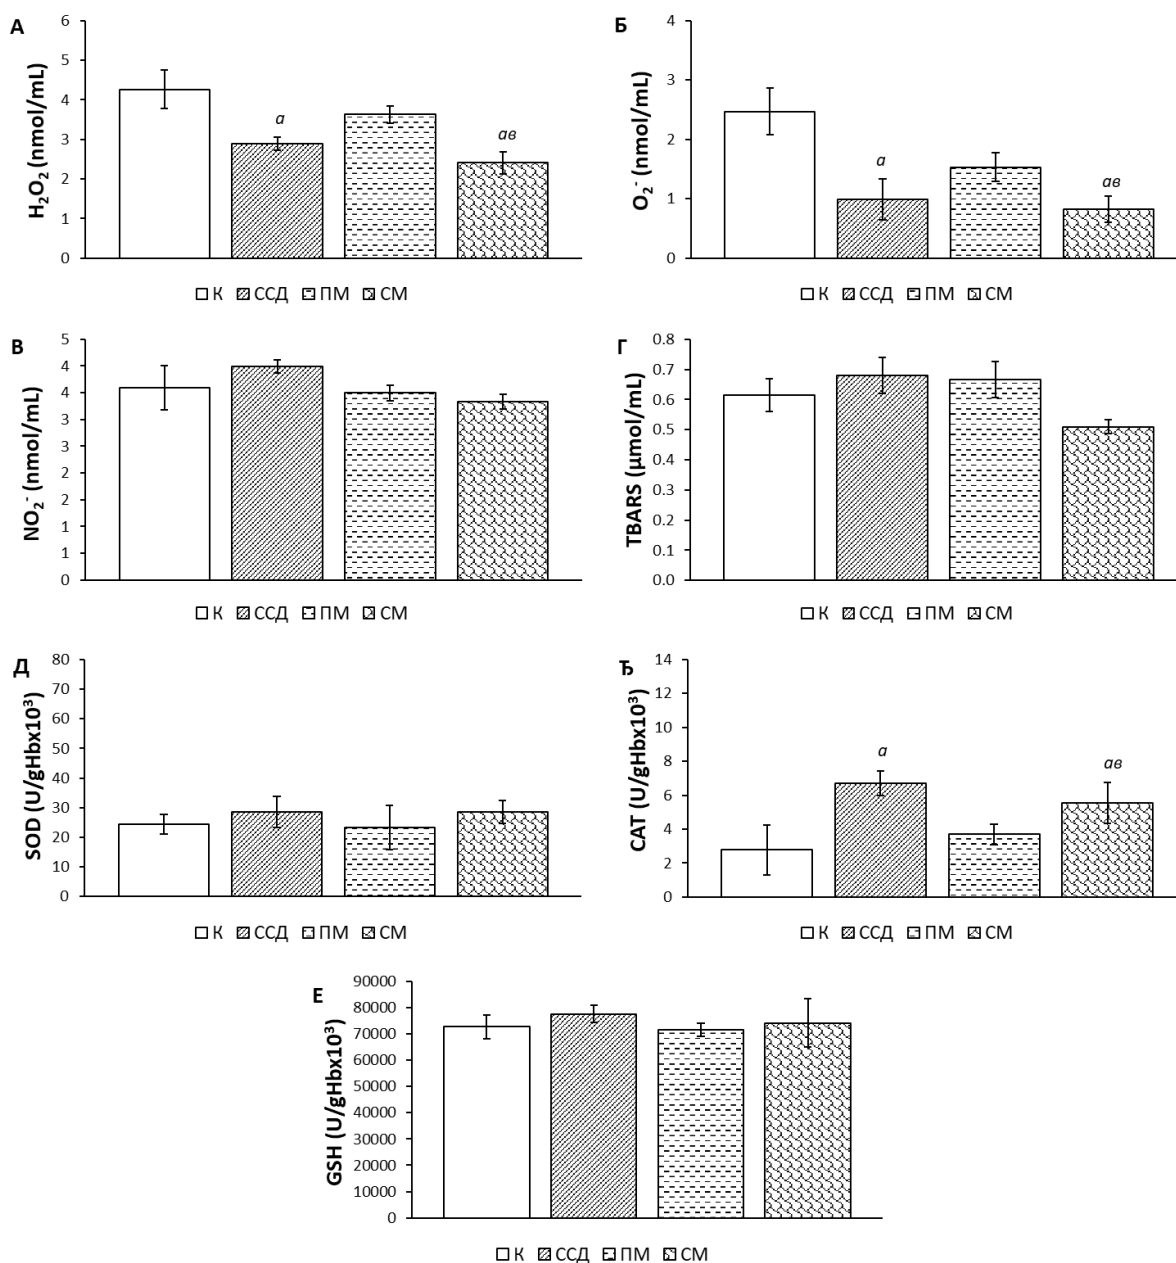 А
H₂O₂ (nmol/mL)
6
5
4
3
2
1
0
а
ав
К ССД ПМ СМ
Б
O₂⁻ (nmol/mL)
4
3
2
1
0
а
ав
К ССД ПМ СМ
В
NO₂⁻ (nmol/mL)
5
4
4
3
3
2
2
1
1
0
К ССД ПМ СМ
Г
TBARS (µmol/mL)
0.8
0.7
0.6
0.5
0.4
0.3
0.2
0.1
0.0
К ССД ПМ СМ
Д
SOD (U/gHbx10³)
80
70
60
50
40
30
20
10
0
К ССД ПМ СМ
Ђ
CAT (U/gHbx10³)
14
12
10
8
6
4
2
0
а
ав
К ССД ПМ СМ
Е
GSH (U/gHbx10³)
90000
80000
70000
60000
50000
40000
30000
20000
10000
0
К ССД ПМ СМ